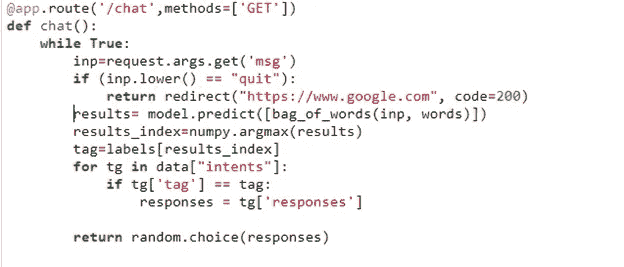 @app.route('/chat',methods=['GET'])
def chat():
    while True:
        inp=request.args.get('msg')
        if (inp.lower() == "quit"):
            return redirect("https://www.google.com", code=200)
        results= model.predict([bag_of_words(inp, words)])
        results_index=numpy.argmax(results)
        tag=labels[results_index]
        for tg in data["intents"]:
            if tg['tag'] == tag:
                responses = tg['responses']
        return random.choice(responses)